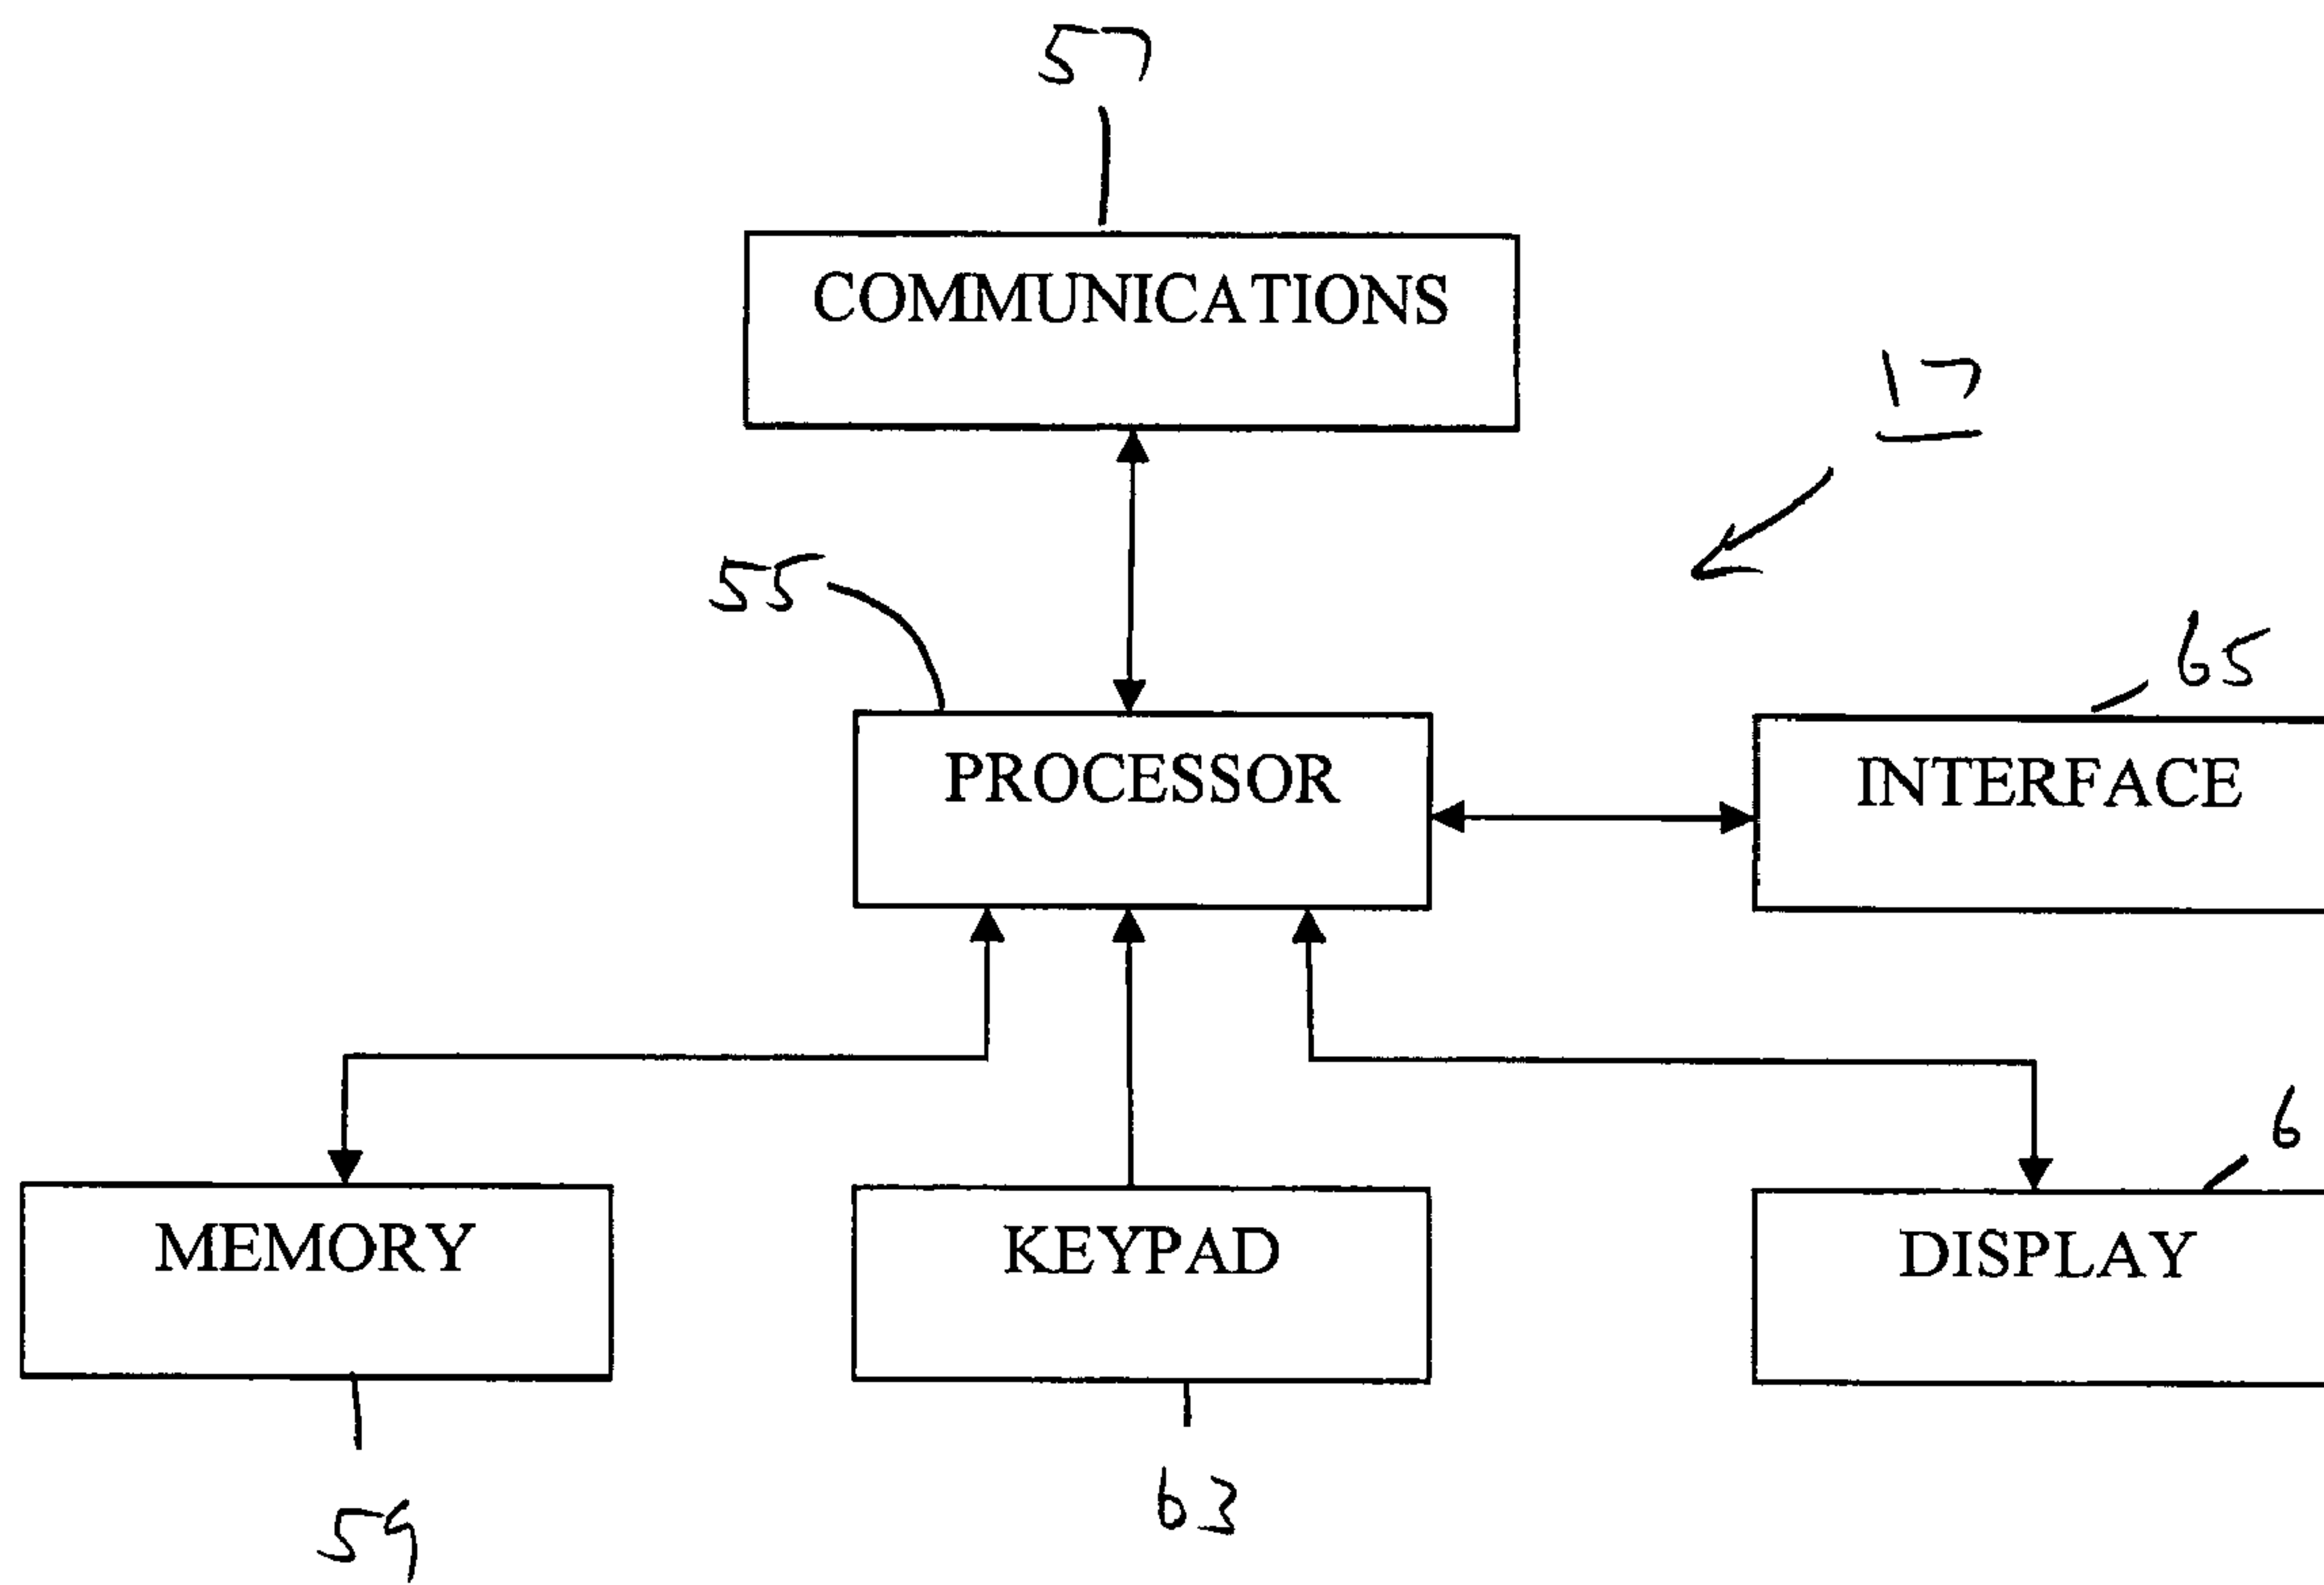 57
COMMUNICATIONS
17
55
65
PROCESSOR
INTERFACE
6
MEMORY
KEYPAD
DISPLAY
59
63